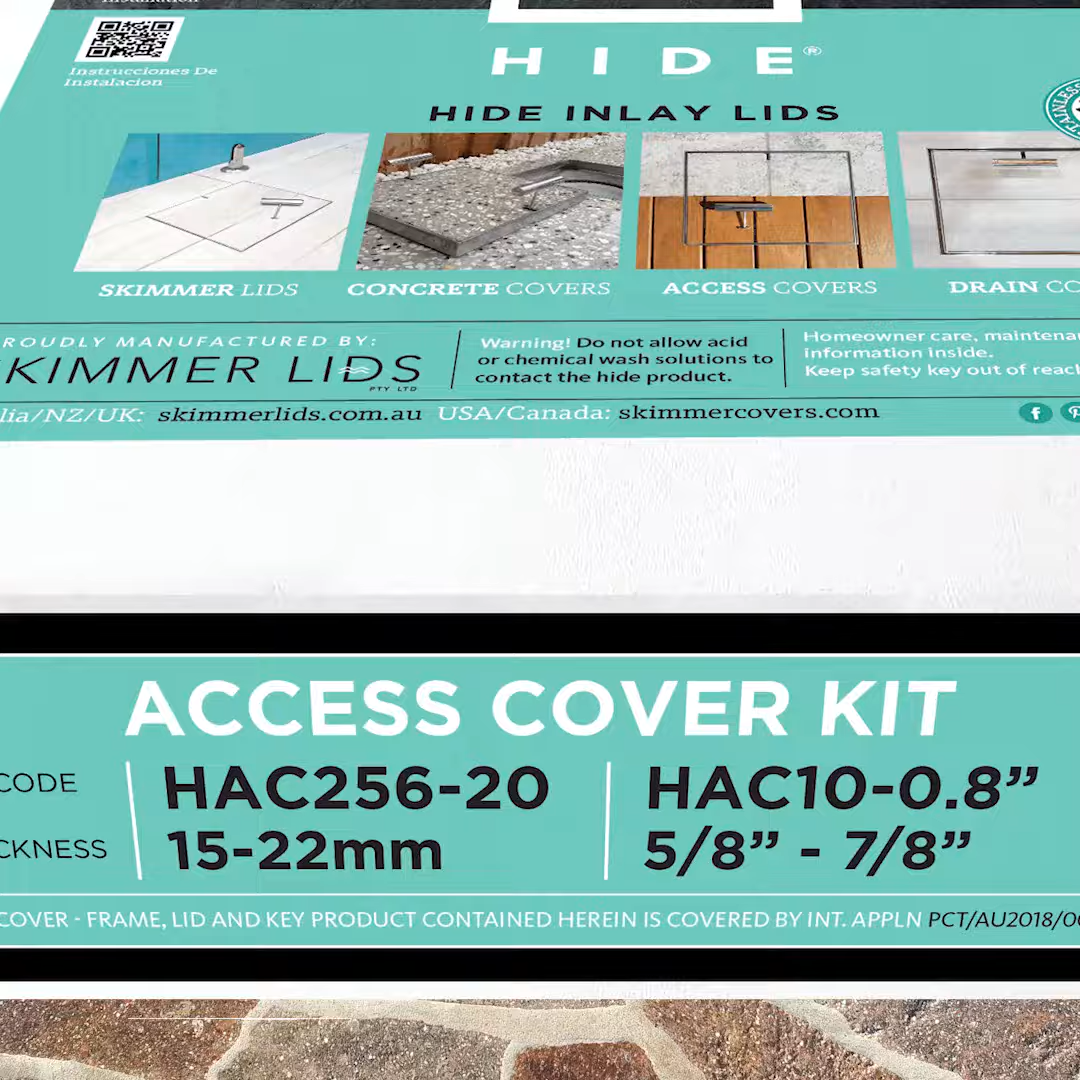 Instrucciones De
Instalacion
HIDE®
HIDE INLAY LIDS
SKIMMER LIDS
CONCRETE COVERS
ACCESS COVERS
DRAIN CO
ROUDLY MANUFACTURED BY:
KIMMER LIDS
PTY LTD
Warning! Do not allow acid
or chemical wash solutions to
contact the hide product.
Homeowner care, maintena
information inside.
Keep safety key out of reac
lia/NZ/UK: skimmerlids.com.au USA/Canada: skimmercovers.com
ACCESS COVER KIT
CODE HAC256-20 HAC10-0.8”
CKNESS 15-22mm 5/8” - 7/8”
COVER - FRAME, LID AND KEY PRODUCT CONTAINED HEREIN IS COVERED BY INT. APPLN PCT/AU2018/0